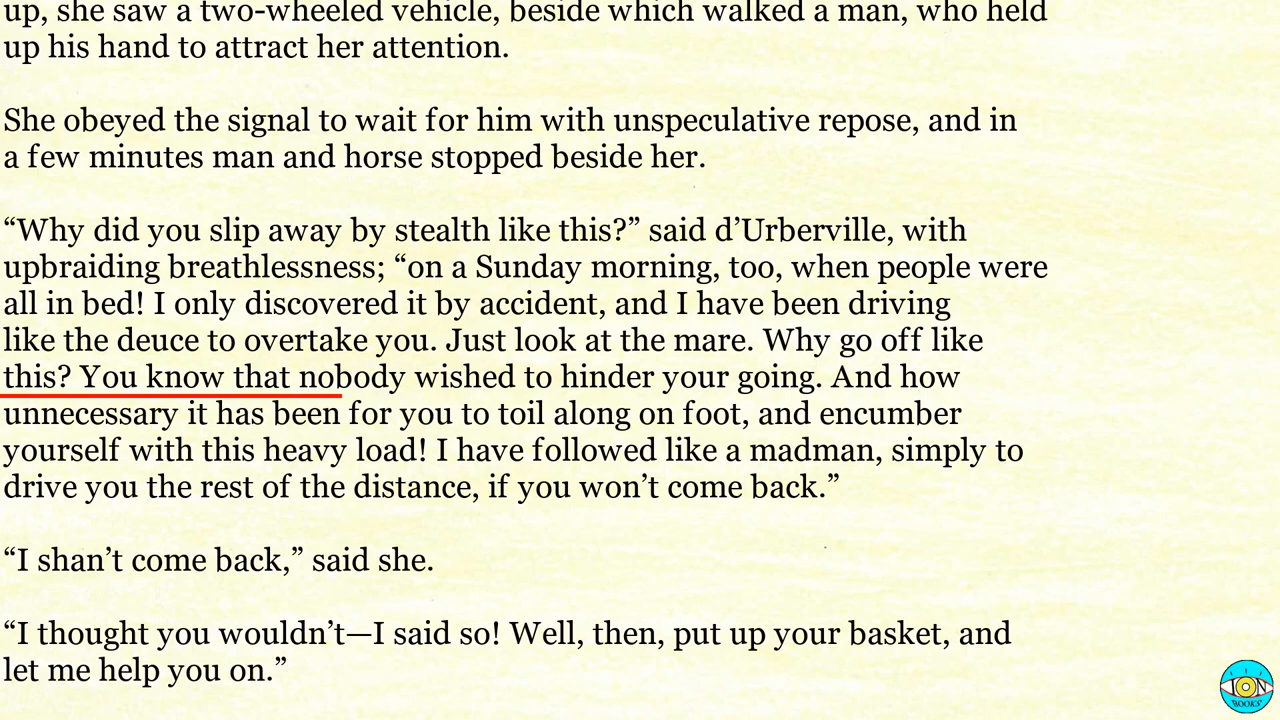 up, she saw a two-wheeled vehicle, beside which walked a man, who held
up his hand to attract her attention.
She obeyed the signal to wait for him with unspeculative repose, and in
a few minutes man and horse stopped beside her.
“Why did you slip away by stealth like this?” said d’Urberville, with
upbraiding breathlessness; “on a Sunday morning, too, when people were
all in bed! I only discovered it by accident, and I have been driving
like the deuce to overtake you. Just look at the mare. Why go off like
this? You know that nobody wished to hinder your going. And how
unnecessary it has been for you to toil along on foot, and encumber
yourself with this heavy load! I have followed like a madman, simply to
drive you the rest of the distance, if you won’t come back.”
“I shan’t come back,” said she.
“I thought you wouldn’t—I said so! Well, then, put up your basket, and
let me help you on.”
ION
BOOKS